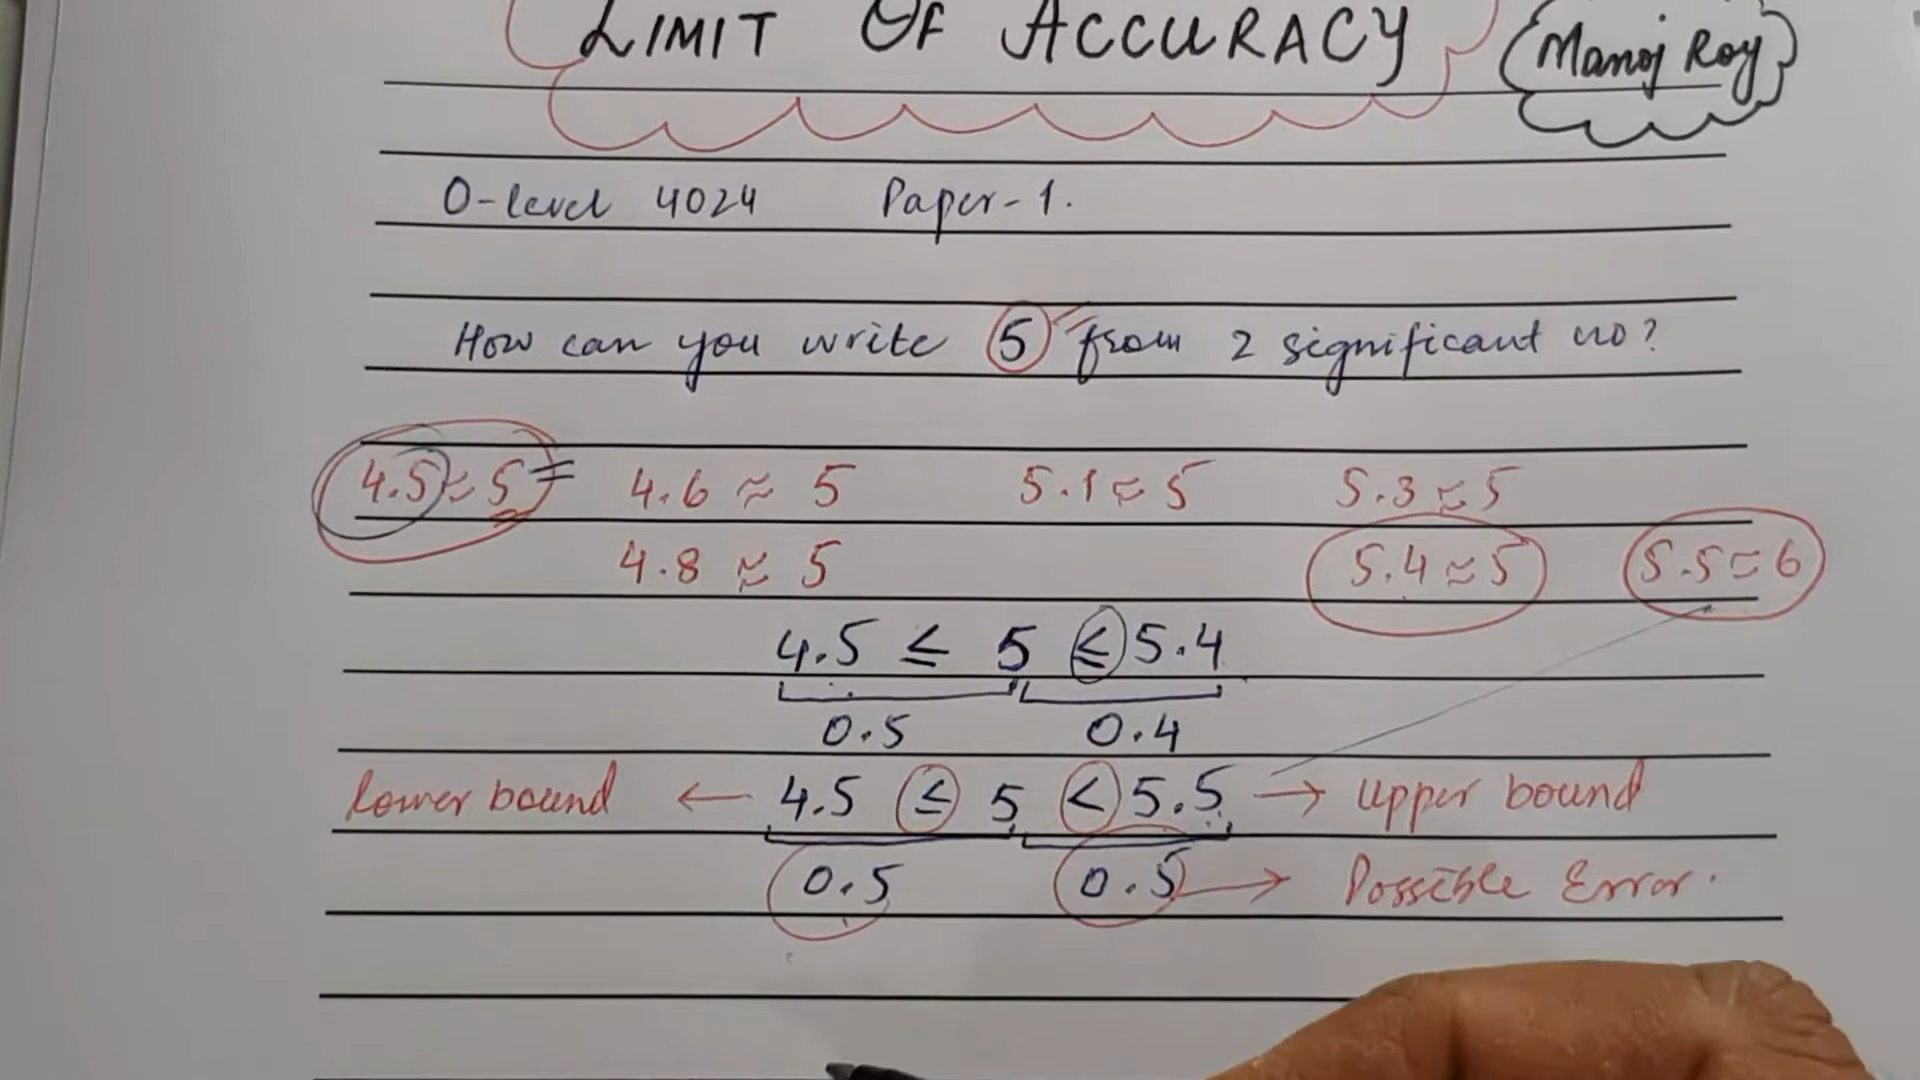 LIMIT OF ACCURACY
Manoj Roy
O-level 4024 Paper-1.
How can you write 5 from 2 significant no?
4.5 ≈ 5 4.6 ≈ 5 5.1 ≈ 5 5.3 ≈ 5
4.8 ≈ 5 5.4 ≈ 5 5.5 ≈ 6
4.5 ≤ 5 ≤ 5.4
0.5 0.4
lower bound ← 4.5 ≤ 5 < 5.5 → Upper bound
0.5 0.5 → Possible Error.